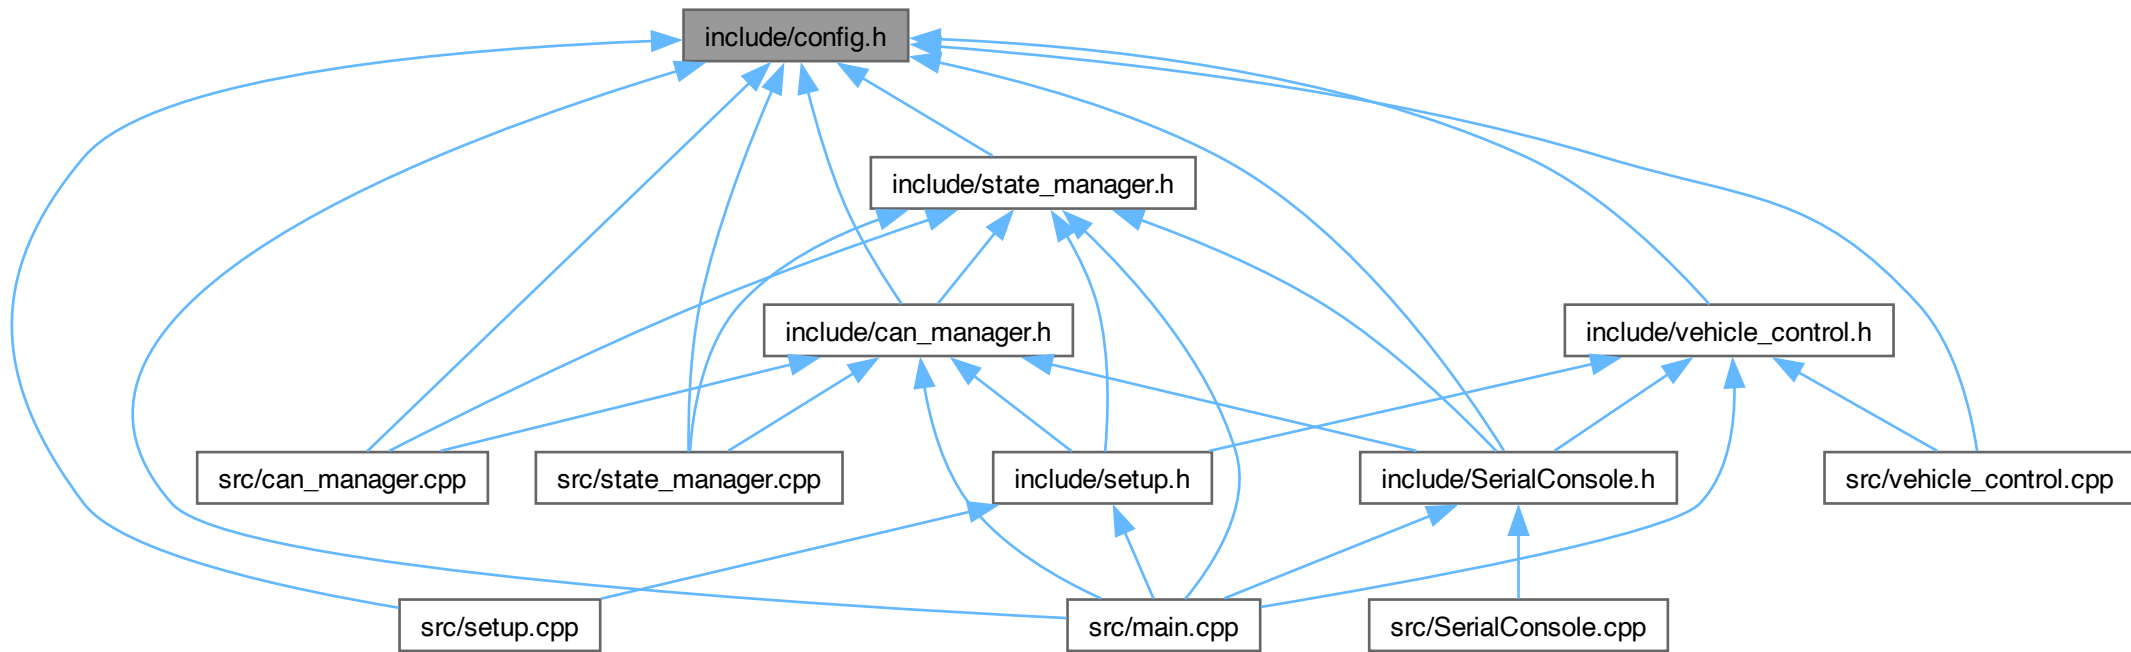 include/config.h
include/state_manager.h
include/can_manager.h
include/vehicle_control.h
src/can_manager.cpp
src/state_manager.cpp
include/setup.h
include/SerialConsole.h
src/vehicle_control.cpp
src/setup.cpp
src/main.cpp
src/SerialConsole.cpp